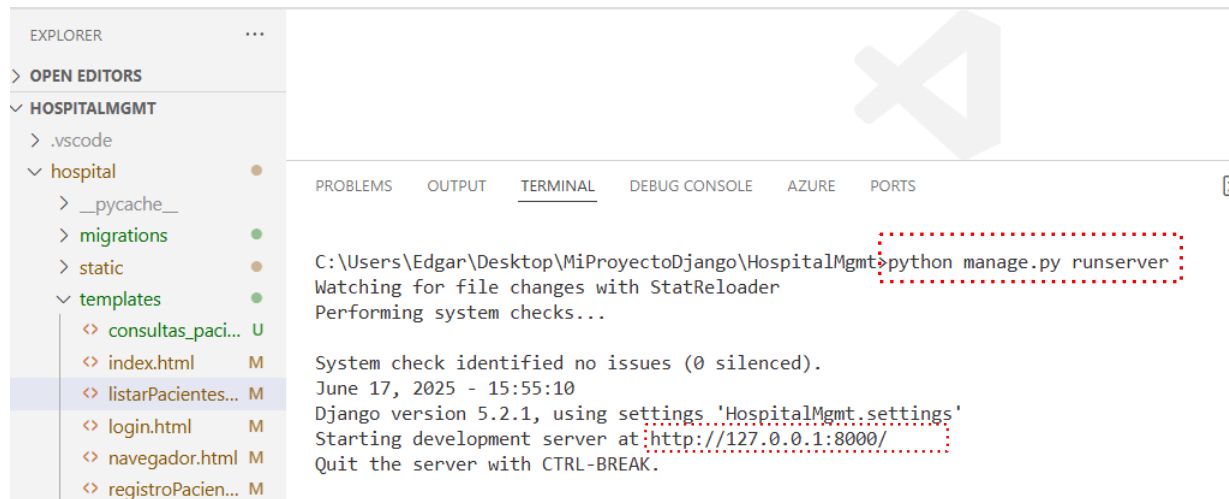 EXPLORER ...
> OPEN EDITORS
HOSPITALMGMT
> .vscode
hospital
> __pycache__
> migrations
> static
templates
<> consultas_paci... U
<> index.html M
<> listarPacientes... M
<> login.html M
<> navegador.html M
<> registroPacien... M
PROBLEMS OUTPUT TERMINAL DEBUG CONSOLE AZURE PORTS
C:\Users\Edgar\Desktop\MiProyectoDjango\HospitalMgmt>python manage.py runserver
Watching for file changes with StatReloader
Performing system checks...
System check identified no issues (0 silenced).
June 17, 2025 - 15:55:10
Django version 5.2.1, using settings 'HospitalMgmt.settings'
Starting development server at http://127.0.0.1:8000/
Quit the server with CTRL-BREAK.